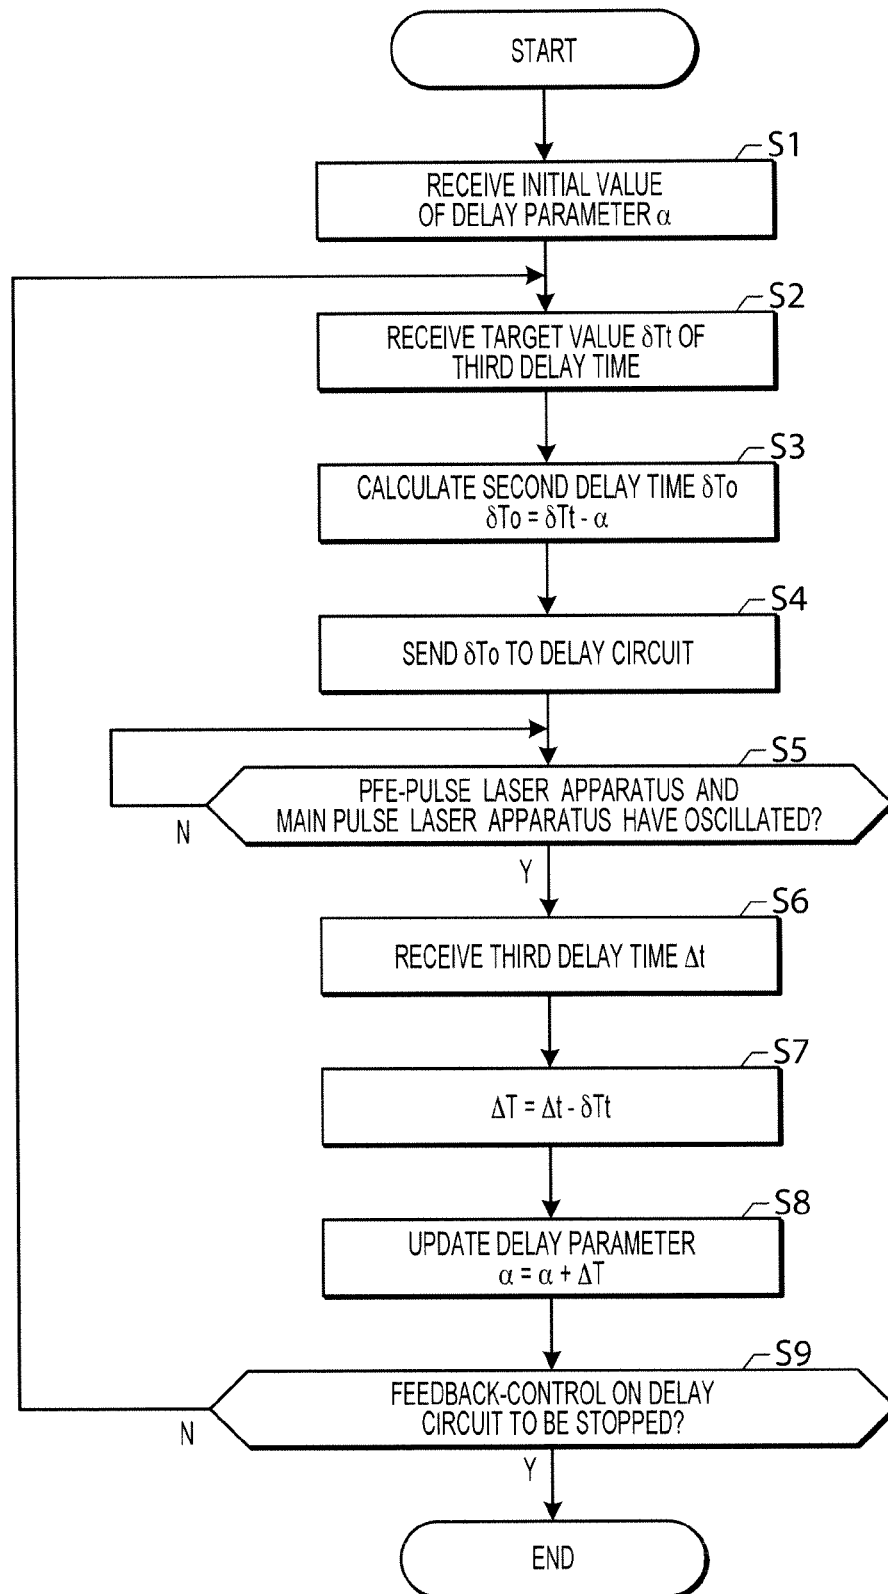 START
S1
RECEIVE INITIAL VALUE
OF DELAY PARAMETER α
S2
RECEIVE TARGET VALUE δTt OF
THIRD DELAY TIME
S3
CALCULATE SECOND DELAY TIME δTo
δTo = δTt - α
S4
SEND δTo TO DELAY CIRCUIT
S5
PFE-PULSE LASER APPARATUS AND
MAIN PULSE LASER APPARATUS HAVE OSCILLATED?
N
Y
S6
RECEIVE THIRD DELAY TIME Δt
S7
ΔT = Δt - δTt
S8
UPDATE DELAY PARAMETER
α = α + ΔT
S9
FEEDBACK-CONTROL ON DELAY
CIRCUIT TO BE STOPPED?
N
Y
END